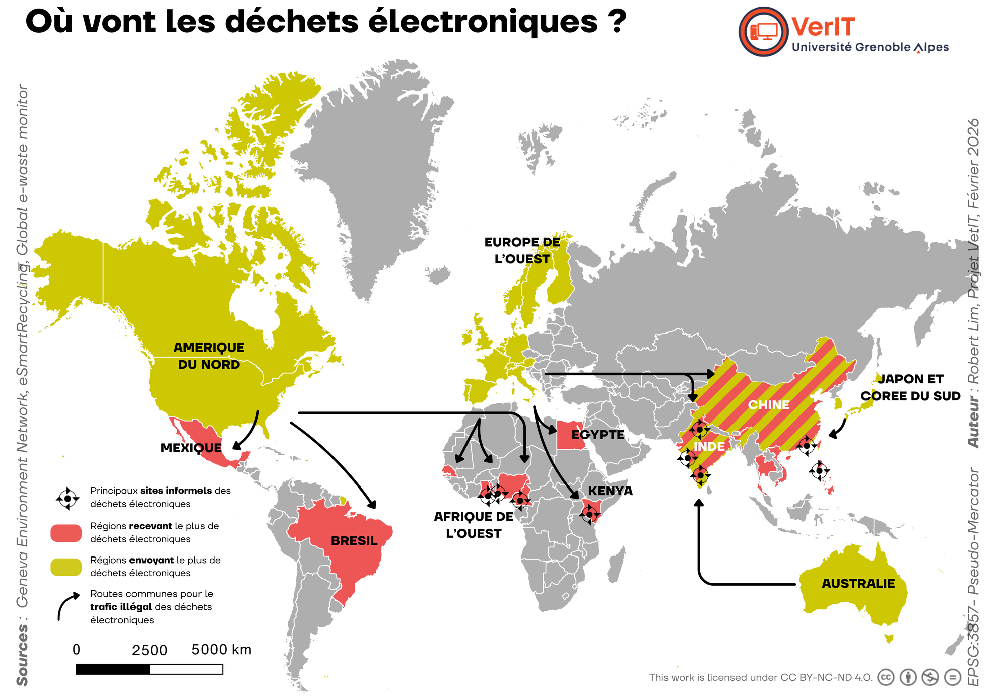 Où vont les déchets électroniques ?
VerIT
Université Grenoble Alpes
Sources : Geneva Environment Network, eSmartRecycling, Global e-waste monitor
EUROPE DE
L'OUEST
AMERIQUE
DU NORD
JAPON ET
COREE DU SUD
CHINE
MEXIQUE
EGYPTE
INDE
KENYA
AFRIQUE DE
L'OUEST
BRESIL
AUSTRALIE
Principaux sites informels des
déchets électroniques
Régions recevant le plus de
déchets électroniques
Régions envoyant le plus de
déchets électroniques
Routes communes pour le
trafic illégal des déchets
électroniques
0 2500 5000 km
This work is licensed under CC BY-NC-ND 4.0.
cc
EPSG:3857- Pseudo-Mercator Auteur : Robert Lim, Projet VetIT, Février 2026